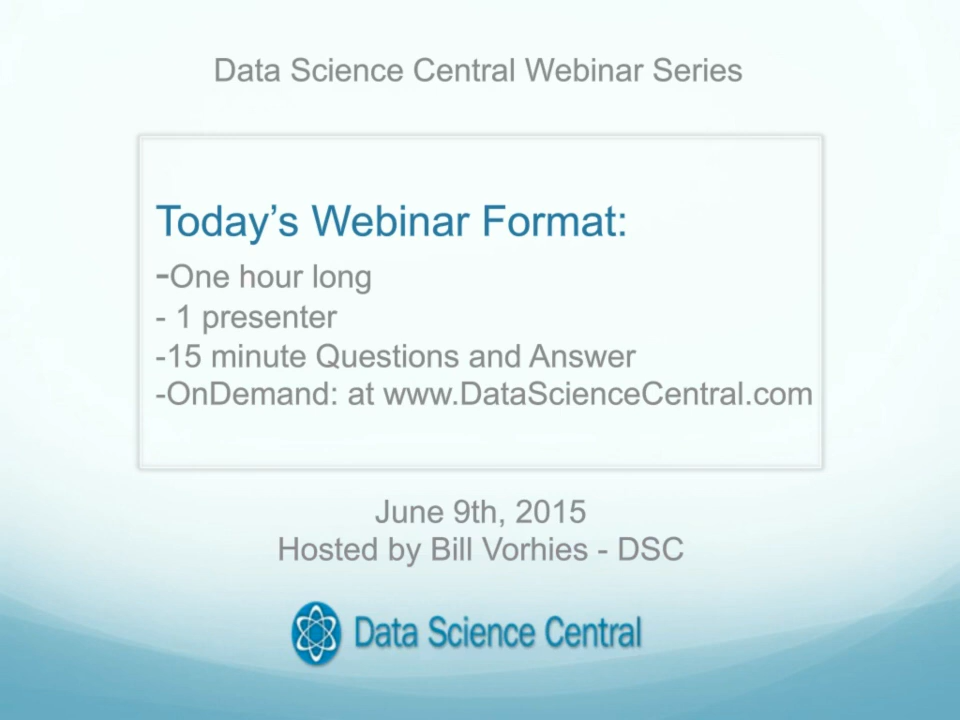 Data Science Central Webinar Series
Today’s Webinar Format:
-One hour long
- 1 presenter
-15 minute Questions and Answer
-OnDemand: at www.DataScienceCentral.com
June 9th, 2015
Hosted by Bill Vorhies - DSC
Data Science Central